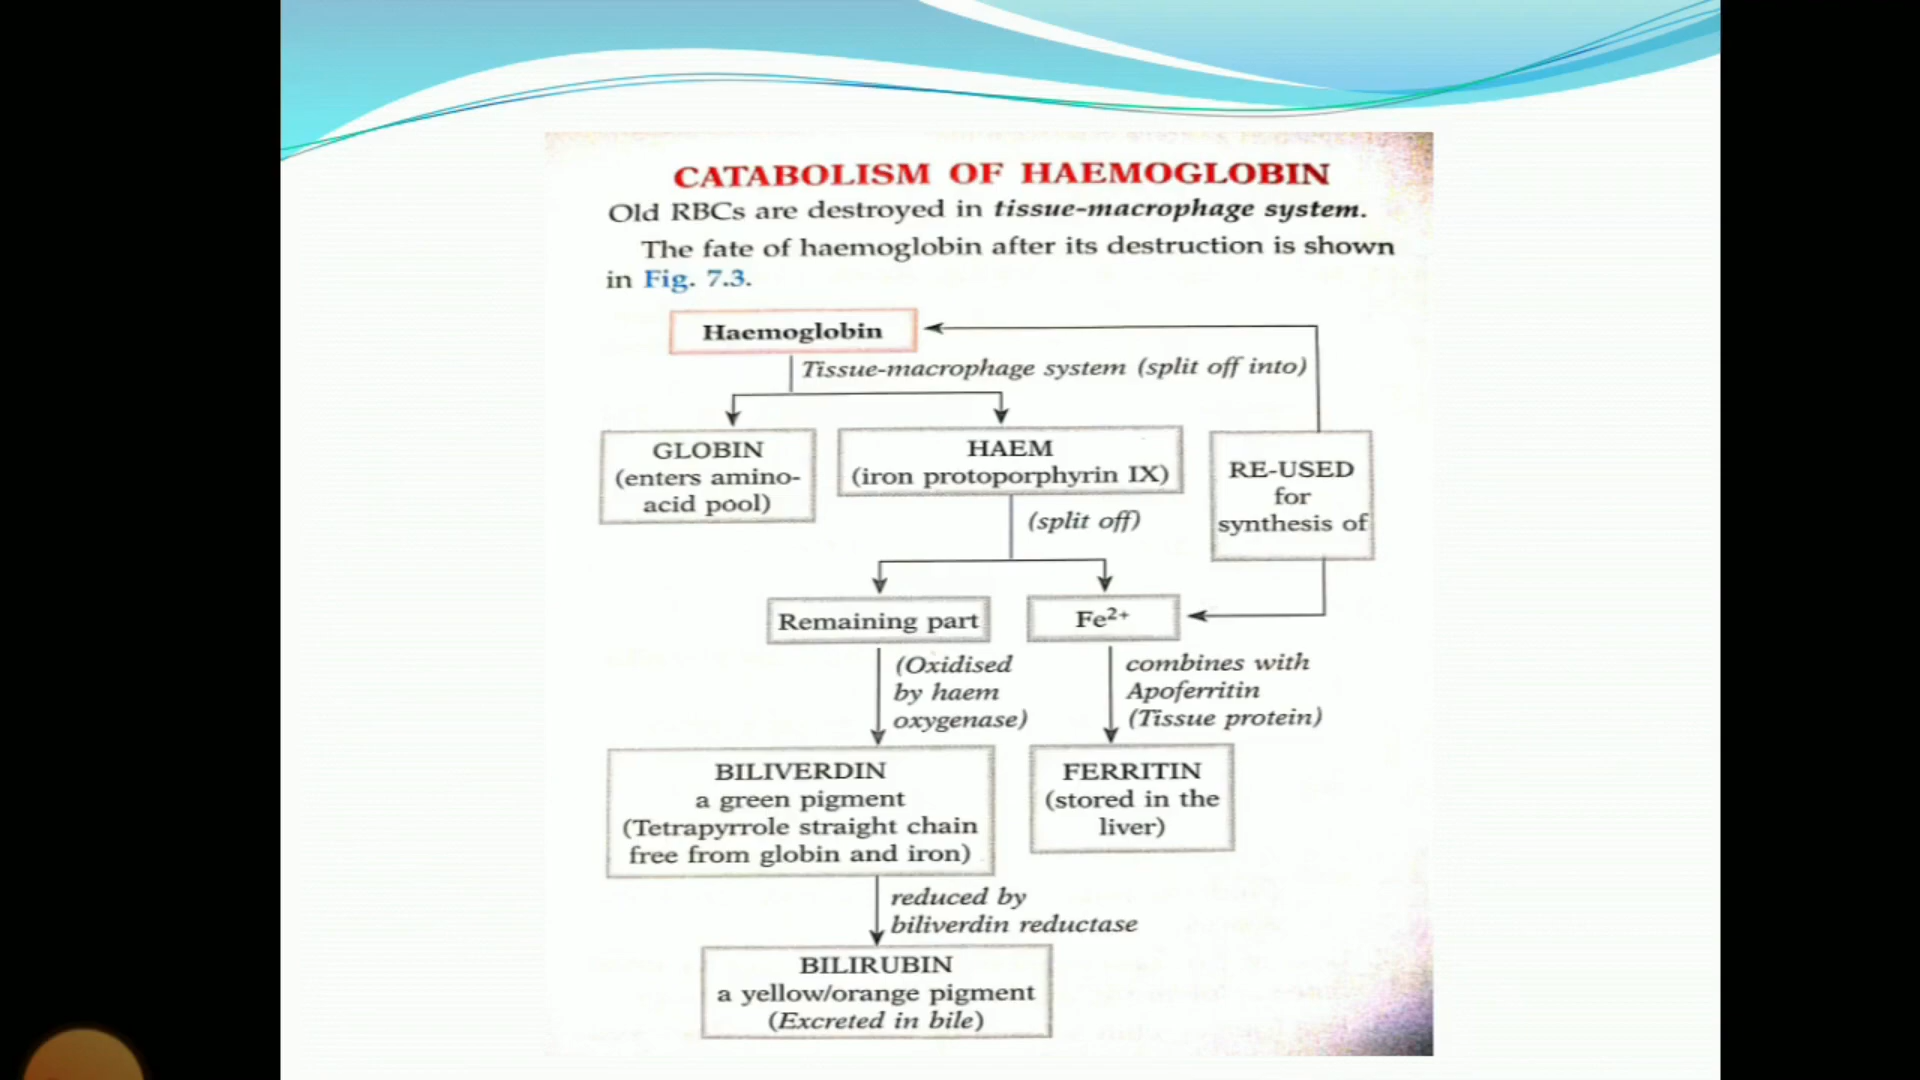 CATABOLISM OF HAEMOGLOBIN
Old RBCs are destroyed in tissue-macrophage system.
The fate of haemoglobin after its destruction is shown
in Fig. 7.3.
Haemoglobin
Tissue-macrophage system (split off into)
GLOBIN
(enters amino-
acid pool)
HAEM
(iron protoporphyrin IX)
RE-USED
for
synthesis of
(split off)
Remaining part
Fe²⁺
(Oxidised
by haem
oxygenase)
combines with
Apoferritin
(Tissue protein)
BILIVERDIN
a green pigment
(Tetrapyrrole straight chain
free from globin and iron)
FERRITIN
(stored in the
liver)
reduced by
biliverdin reductase
BILIRUBIN
a yellow/orange pigment
(Excreted in bile)